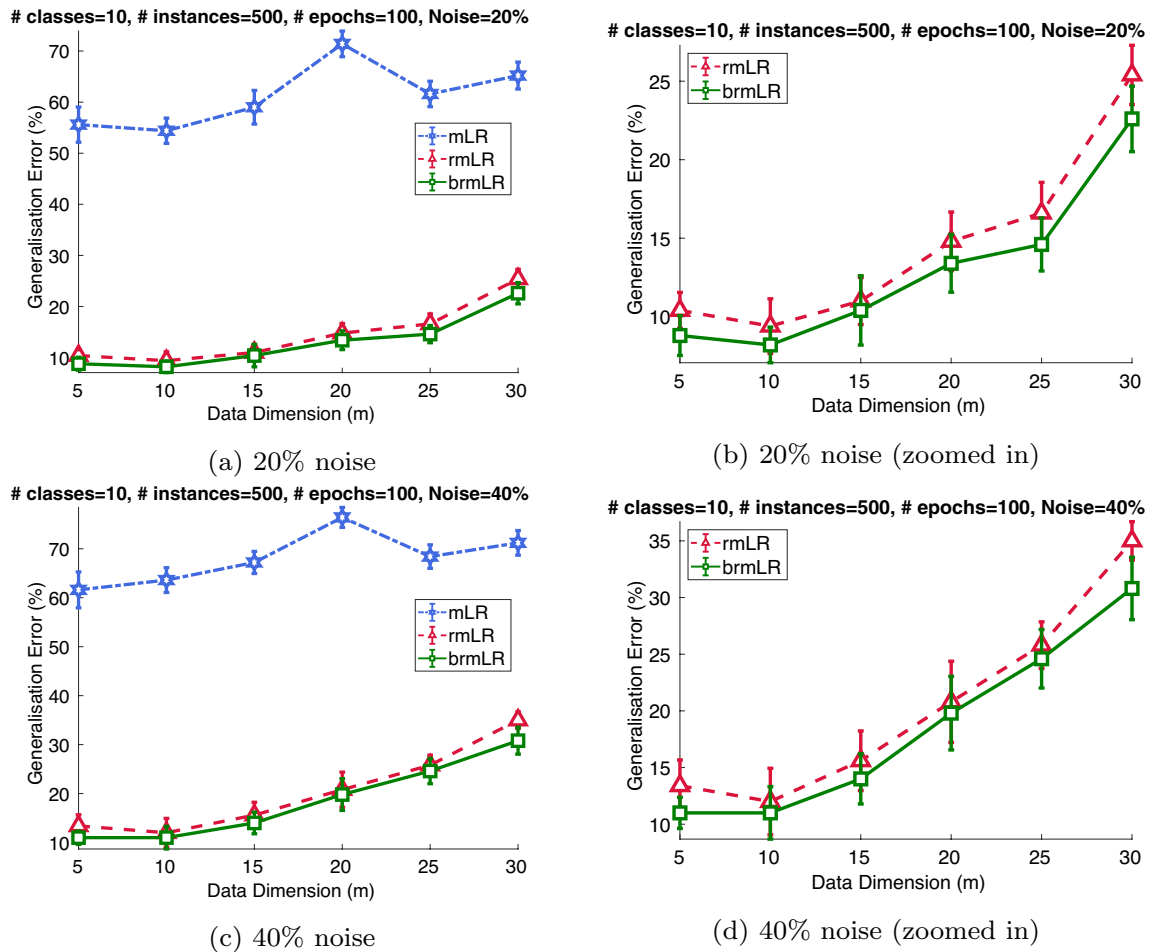 # classes=10, # instances=500, # epochs=100, Noise=20%
Generalisation Error (%)
70
60
50
40
30
20
10
mLR
rmLR
brmLR
5 10 15 20 25 30
Data Dimension (m)
(a) 20% noise
# classes=10, # instances=500, # epochs=100, Noise=20%
Generalisation Error (%)
25
20
15
10
rmLR
brmLR
5 10 15 20 25 30
Data Dimension (m)
(b) 20% noise (zoomed in)
# classes=10, # instances=500, # epochs=100, Noise=40%
Generalisation Error (%)
70
60
50
40
30
20
10
mLR
rmLR
brmLR
5 10 15 20 25 30
Data Dimension (m)
(c) 40% noise
# classes=10, # instances=500, # epochs=100, Noise=40%
Generalisation Error (%)
35
30
25
20
15
10
rmLR
brmLR
5 10 15 20 25 30
Data Dimension (m)
(d) 40% noise (zoomed in)